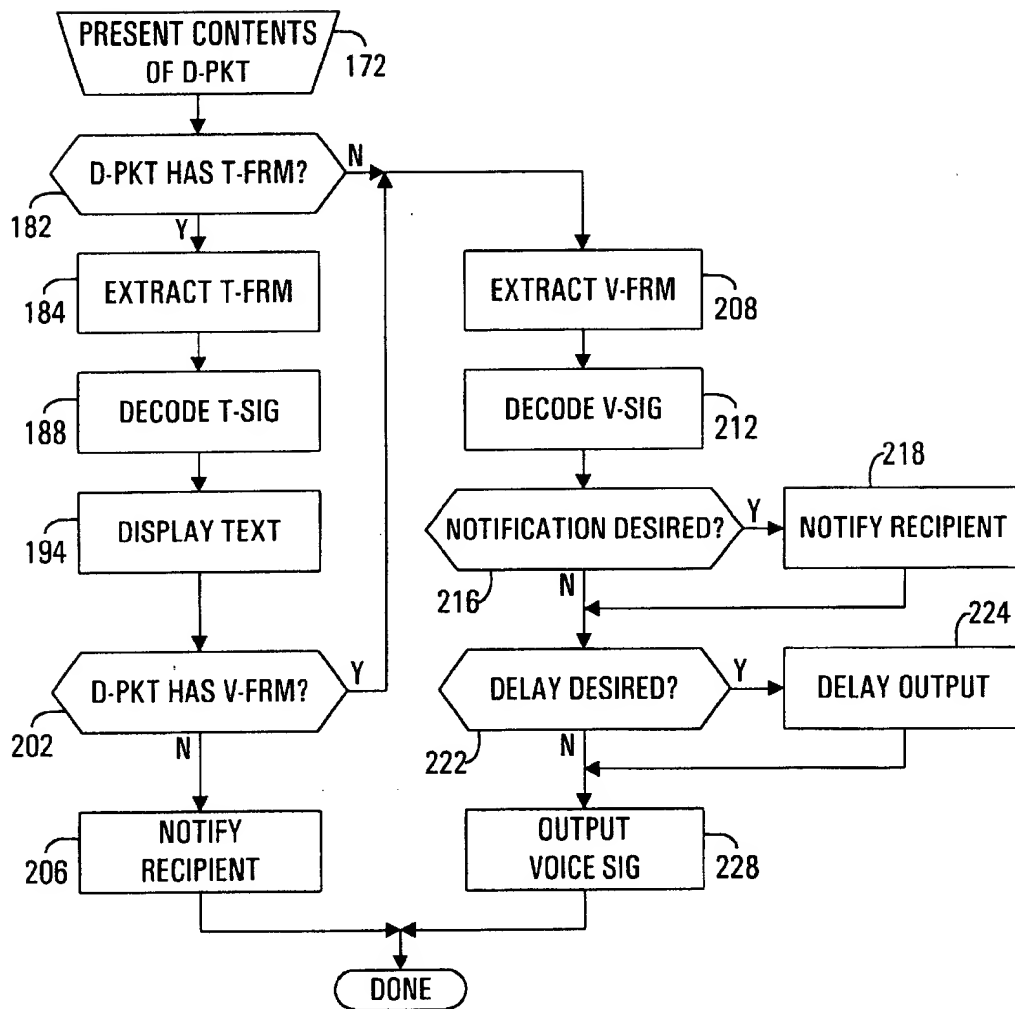 PRESENT CONTENTS
OF D-PKT
172
D-PKT HAS T-FRM?
N
182
Y
EXTRACT T-FRM
184
EXTRACT V-FRM
208
DECODE T-SIG
188
DECODE V-SIG
212
DISPLAY TEXT
194
NOTIFICATION DESIRED?
Y
216
N
218
NOTIFY RECIPIENT
D-PKT HAS V-FRM?
Y
202
N
DELAY DESIRED?
Y
222
N
224
DELAY OUTPUT
NOTIFY
RECIPIENT
206
OUTPUT
VOICE SIG
228
DONE